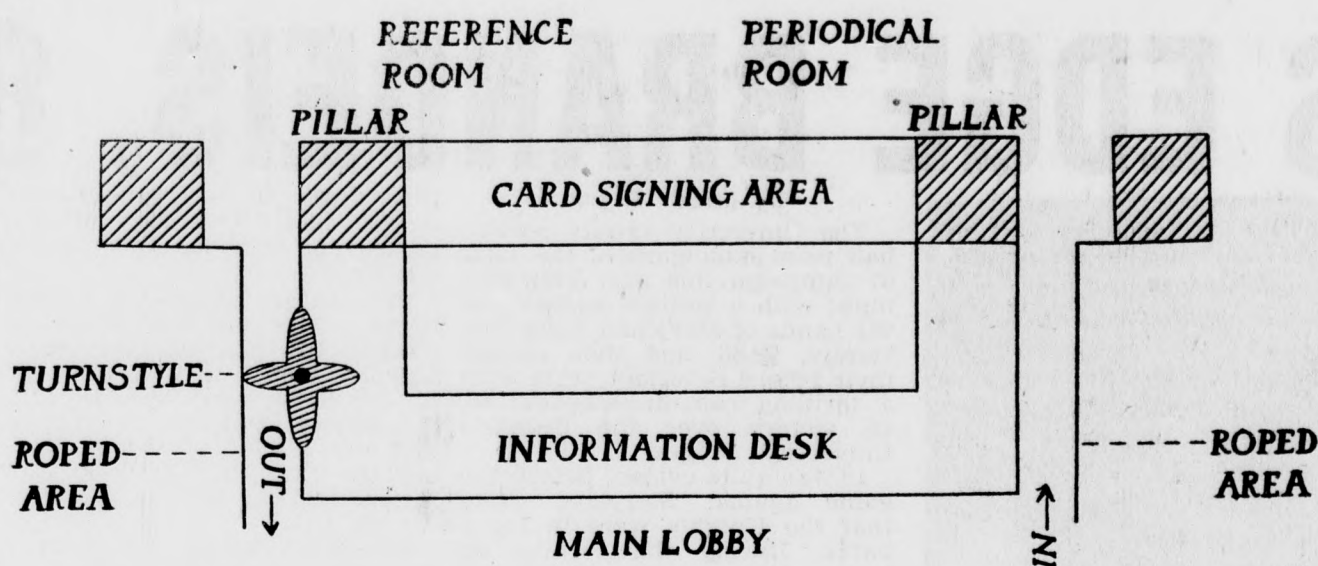 REFERENCE ROOM
PERIODICAL ROOM
PILLAR
PILLAR
CARD SIGNING AREA
TURNSTYLE
ROPED AREA
OUT
INFORMATION DESK
ROPED AREA
MAIN LOBBY
IN